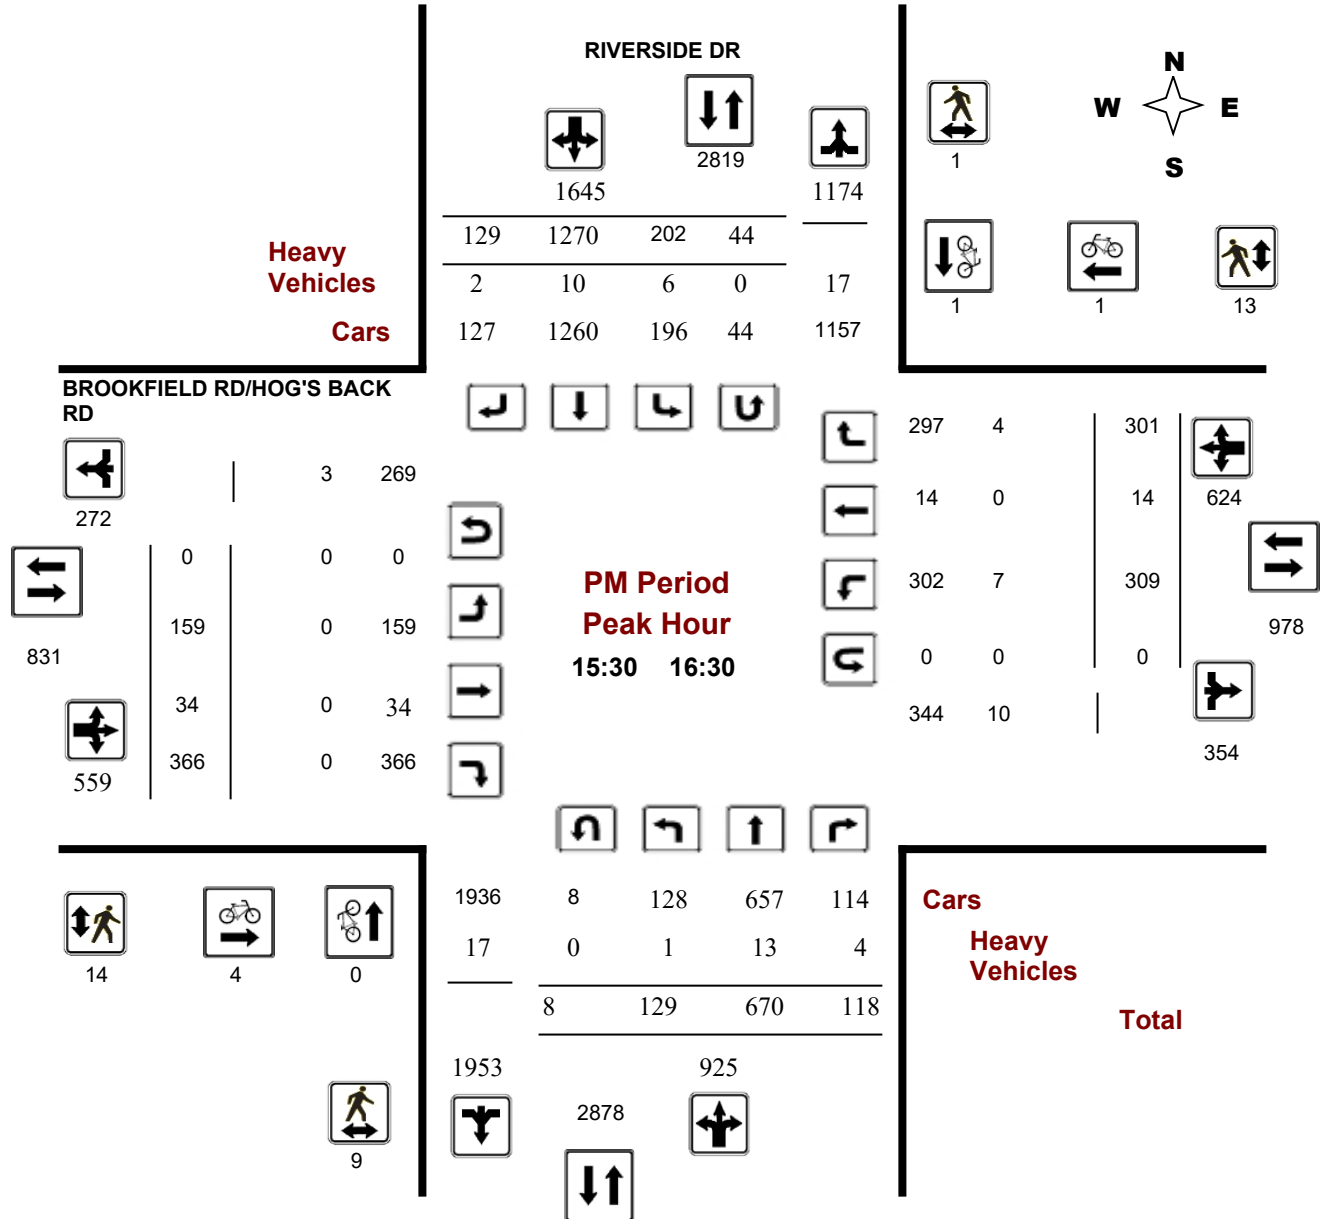 RIVERSIDE DR
N
W E
S
2819
1
1645 1174
129 1270 202 44
Heavy
Vehicles 2 10 6 0 17
1 1 13
Cars 127 1260 196 44 1157
BROOKFIELD RD/HOG'S BACK
RD
297 4 301
3 269
272
14 0 14 624
0 0 0
PM Period
302 7 309
Peak Hour
159 0 159
978
831
15:30 16:30
0 0 0
34 0 34
344 10
354
366 0 366
559
1936 8 128 657 114 Cars
17 0 1 13 4 Heavy
Vehicles
14 4 0
8 129 670 118
Total
1953 925
2878
9